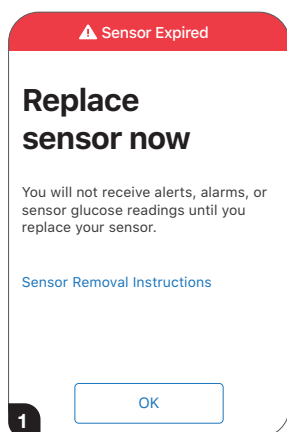 Sensor Expired
Replace
sensor now
You will not receive alerts, alarms, or
sensor glucose readings until you
replace your sensor.
Sensor Removal Instructions
OK
1